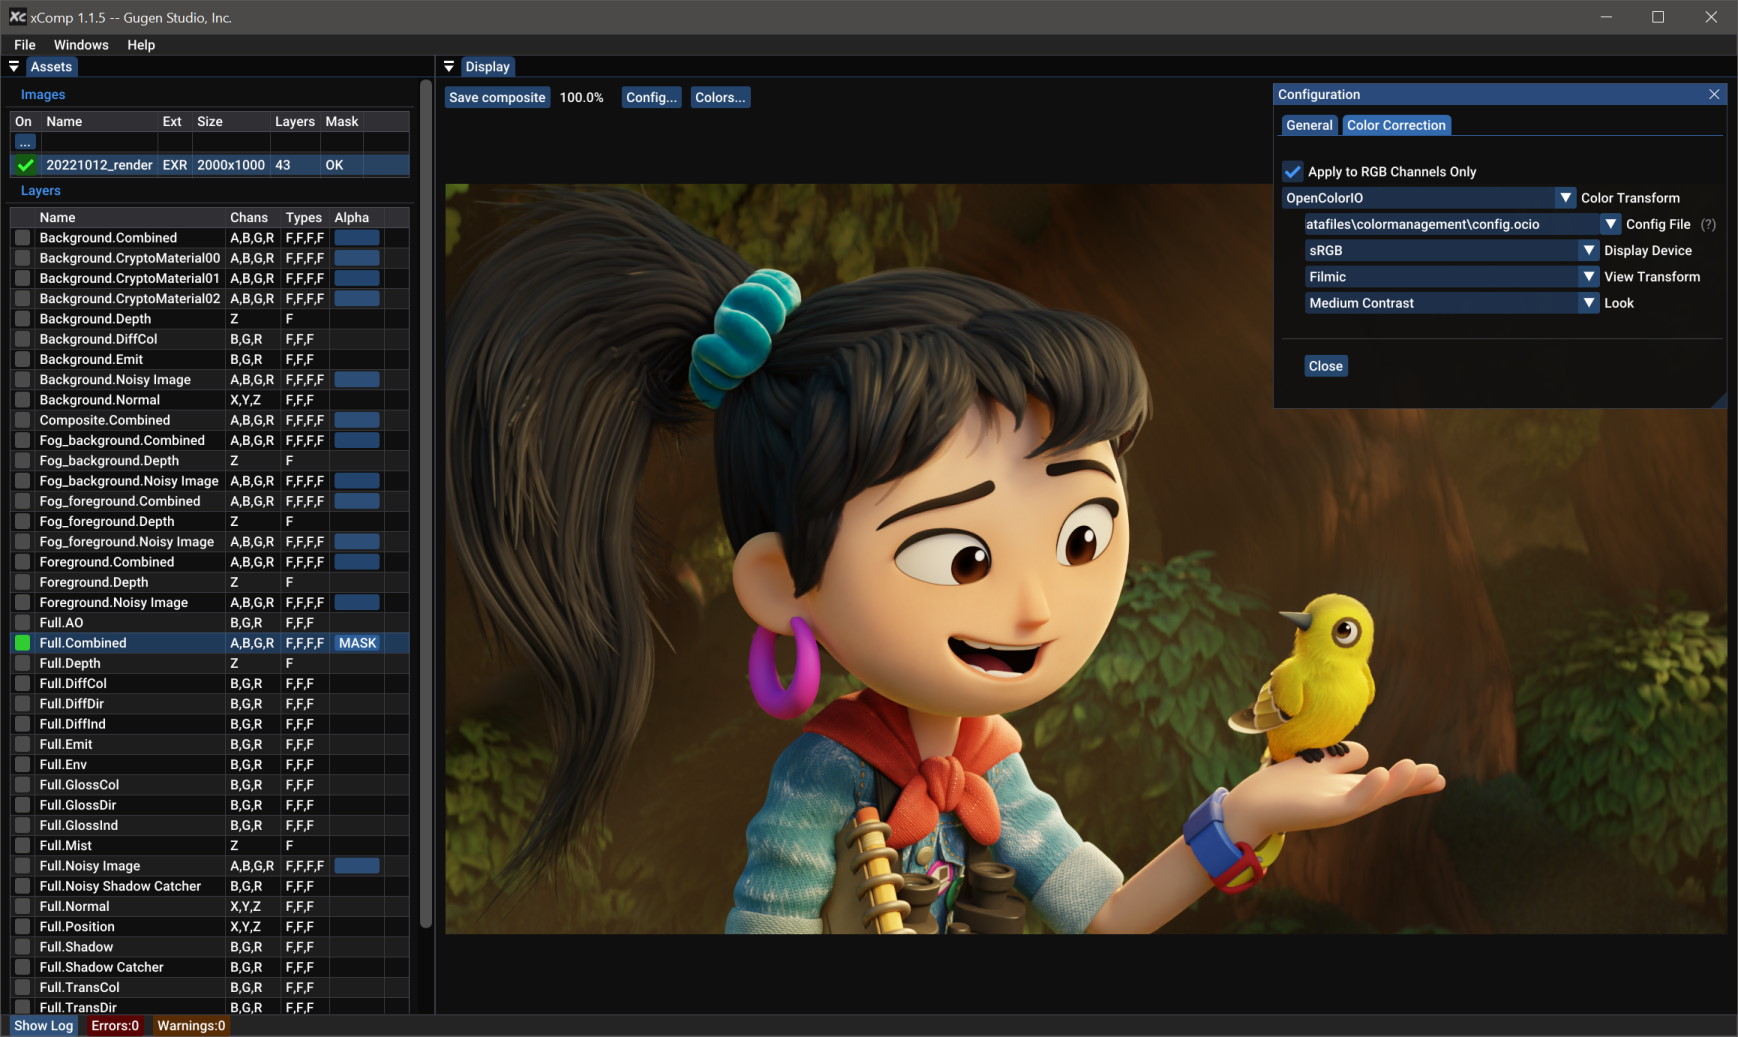 Xc xComp 1.1.5 -- Gugen Studio, Inc.
File Windows Help
Assets
Images
On Name Ext Size Layers Mask
...
20221012_render EXR 2000x1000 43 OK
Layers
Name Chans Types Alpha
Background.Combined A,B,G,R F,F,F,F
Background.CryptoMaterial00 A,B,G,R F,F,F,F
Background.CryptoMaterial01 A,B,G,R F,F,F,F
Background.CryptoMaterial02 A,B,G,R F,F,F,F
Background.Depth Z F
Background.DiffCol B,G,R F,F,F
Background.Emit B,G,R F,F,F
Background.Noisy Image A,B,G,R F,F,F,F
Background.Normal X,Y,Z F,F,F
Composite.Combined A,B,G,R F,F,F,F
Fog_background.Combined A,B,G,R F,F,F,F
Fog_background.Depth Z F
Fog_background.Noisy Image A,B,G,R F,F,F,F
Fog_foreground.Combined A,B,G,R F,F,F,F
Fog_foreground.Depth Z F
Fog_foreground.Noisy Image A,B,G,R F,F,F,F
Foreground.Combined A,B,G,R F,F,F,F
Foreground.Depth Z F
Foreground.Noisy Image A,B,G,R F,F,F,F
Full.AO B,G,R F,F,F
Full.Combined A,B,G,R F,F,F,F MASK
Full.Depth Z F
Full.DiffCol B,G,R F,F,F
Full.DiffDir B,G,R F,F,F
Full.DiffInd B,G,R F,F,F
Full.Emit B,G,R F,F,F
Full.Env B,G,R F,F,F
Full.GlossCol B,G,R F,F,F
Full.GlossDir B,G,R F,F,F
Full.GlossInd B,G,R F,F,F
Full.Mist Z F
Full.Noisy Image A,B,G,R F,F,F,F
Full.Noisy Shadow Catcher B,G,R F,F,F
Full.Normal X,Y,Z F,F,F
Full.Position X,Y,Z F,F,F
Full.Shadow B,G,R F,F,F
Full.Shadow Catcher B,G,R F,F,F
Full.TransCol B,G,R F,F,F
Full.TransDir B,G,R F,F,F
Show Log Errors:0 Warnings:0
Display
Save composite 100.0% Config... Colors...
Configuration
General Color Correction
Apply to RGB Channels Only
OpenColorIO Color Transform
atafiles\colormanagement\config.ocio Config File (?)
sRGB Display Device
Filmic View Transform
Medium Contrast Look
Close